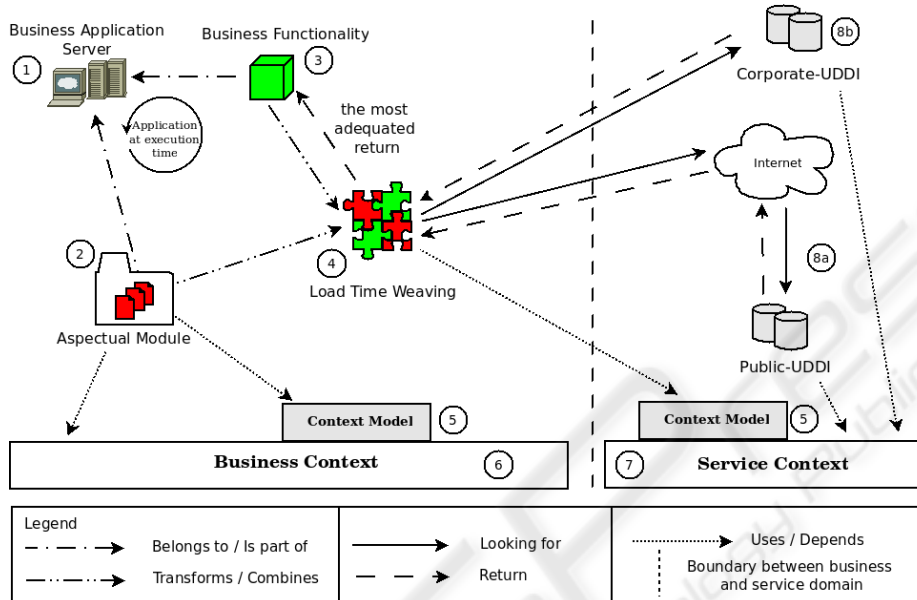 Business Application
Server
1
Business Functionality
3
8b
Corporate-UDDI
the most
adequated
return
Application
at execution
time
Internet
2
4
8a
Load Time Weaving
Aspectual Module
Public-UDDI
Context Model
5
Context Model
5
Business Context
6
7
Service Context
Legend
Belongs to / Is part of
Transforms / Combines
Looking for
Return
Uses / Depends
Boundary between business
and service domain